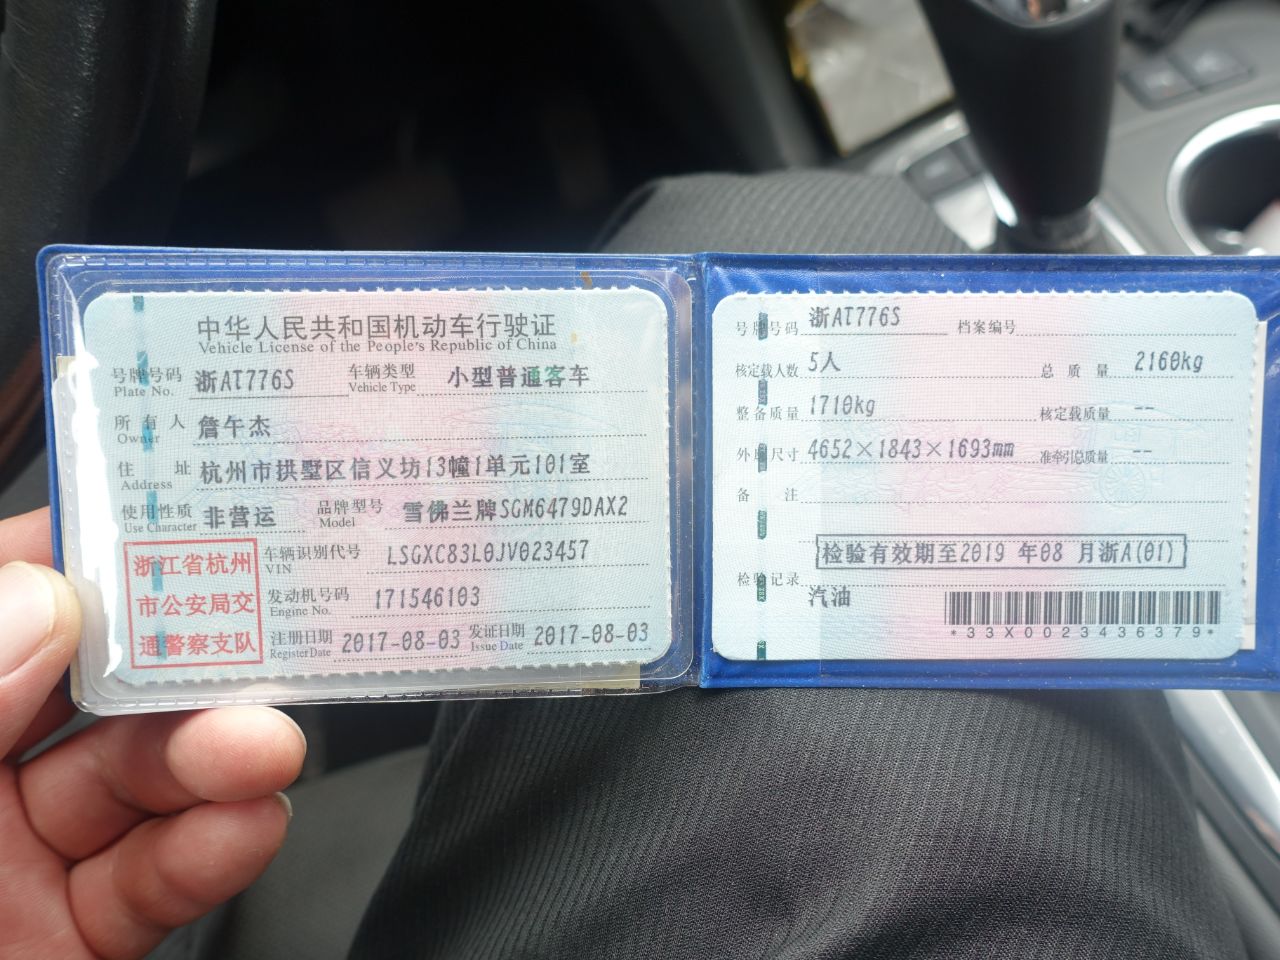 中华人民共和国机动车行驶证
Vehicle License of the People's Republic of China
号牌号码 浙AT776S 车辆类型 小型普通客车
Plate No. Vehicle Type
所有人 詹午杰
Owner
住址 杭州市拱墅区信义坊13幢1单元101室
Address
使用性质 非营运 品牌型号 雪佛兰牌SGM6479DAX2
Use Character Model
浙江省杭州
市公安局交
通警察支队
车辆识别代号 LSGXC83L0JV023457
VIN
发动机号码 171546103
Engine No.
注册日期 2017-08-03 发证日期 2017-08-03
Register Date Issue Date
号牌号码 浙AT776S 档案编号
核定载人数 5人 总质量 2160kg
整备质量 1710kg 核定载质量 --
外廓尺寸 4652×1843×1693mm 准牵引总质量 --
备注
检验有效期至2019 年08 月浙A(01)
检验记录
汽油
*33X0023436379*